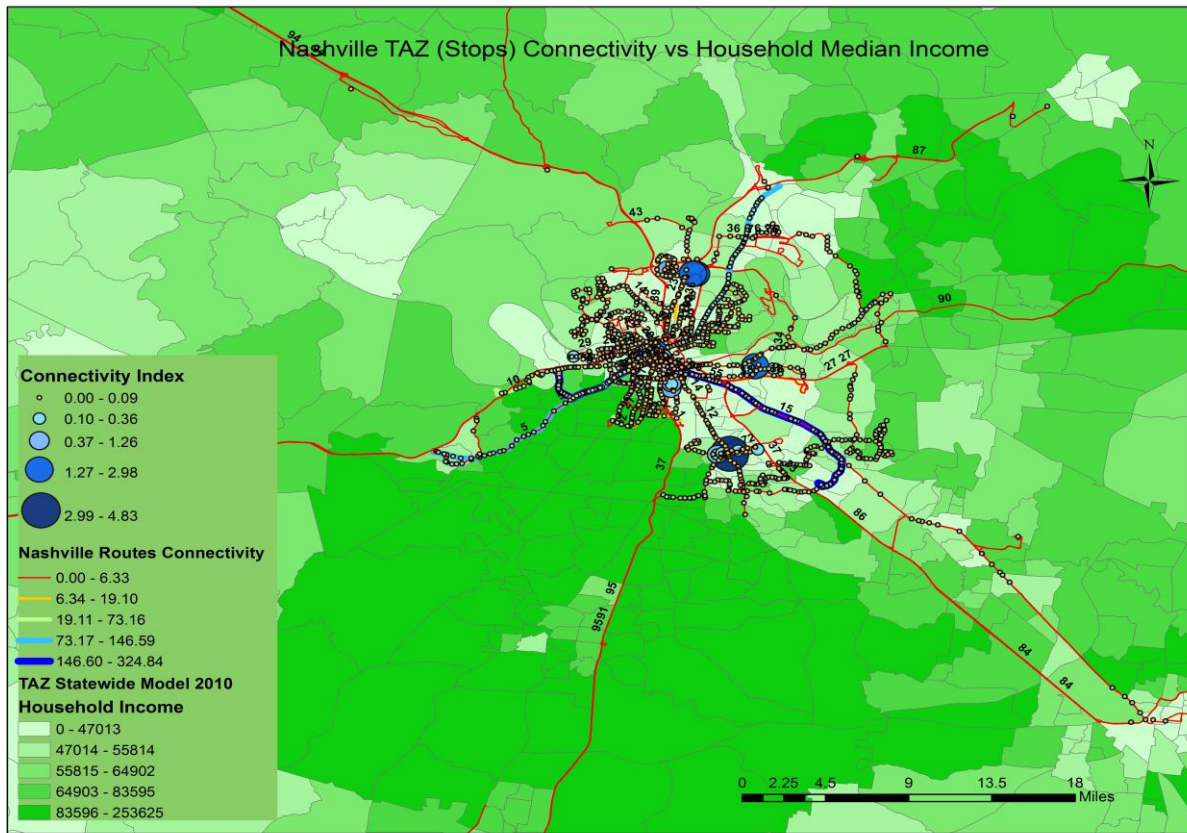 Nashville TAZ (Stops) Connectivity vs Household Median Income
94
87
N
43
36
90
34
29
27 27
10
15
14
12
5
37
37
86
95
9591
84
84
Connectivity Index
0.00 - 0.09
0.10 - 0.36
0.37 - 1.26
1.27 - 2.98
2.99 - 4.83
Nashville Routes Connectivity
0.00 - 6.33
6.34 - 19.10
19.11 - 73.16
73.17 - 146.59
146.60 - 324.84
TAZ Statewide Model 2010
Household Income
0 - 47013
47014 - 55814
55815 - 64902
64903 - 83595
83596 - 253625
0 2.25 4.5 9 13.5 18
Miles